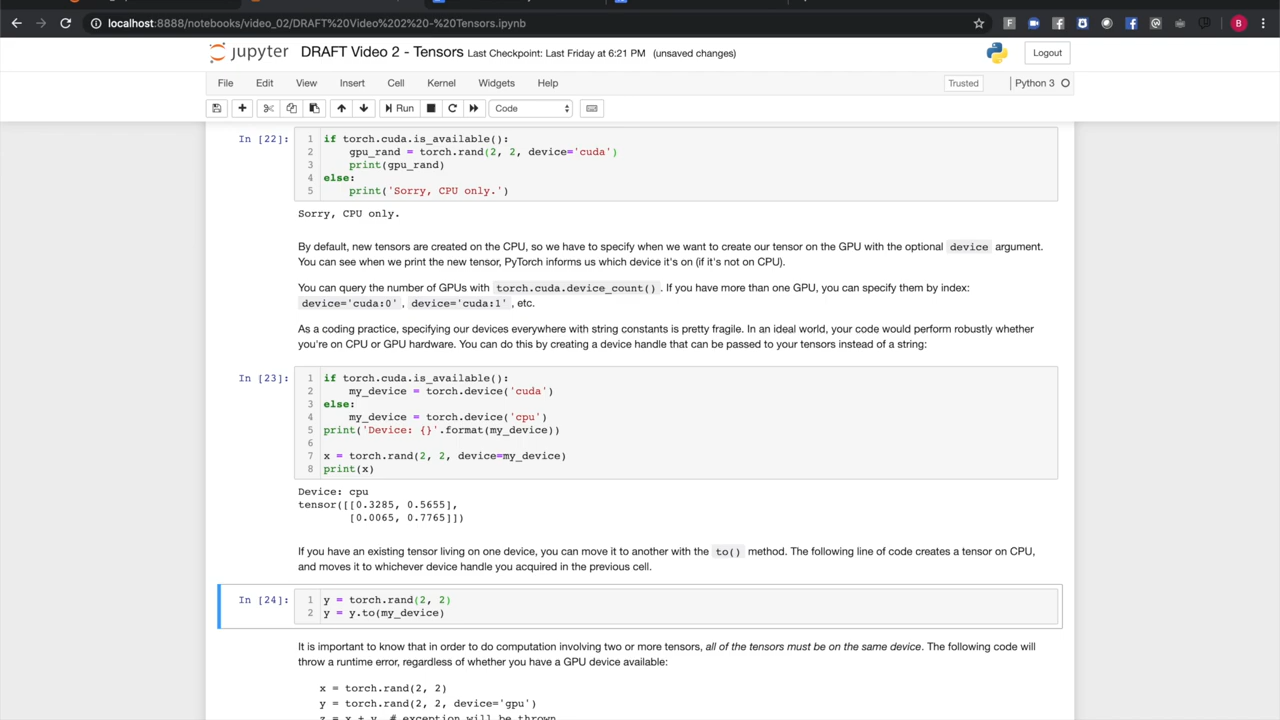 localhost:8888/notebooks/video_02/DRAFT%20Video%202%20-%20Tensors.ipynb
B
jupyter DRAFT Video 2 - Tensors Last Checkpoint: Last Friday at 6:21 PM (unsaved changes)
Logout
File Edit View Insert Cell Kernel Widgets Help
Trusted
Python 3
Run
Code
In [22]:
1 if torch.cuda.is_available():
2 gpu_rand = torch.rand(2, 2, device='cuda')
3 print(gpu_rand)
4 else:
5 print('Sorry, CPU only.')
Sorry, CPU only.
By default, new tensors are created on the CPU, so we have to specify when we want to create our tensor on the GPU with the optional device argument.
You can see when we print the new tensor, PyTorch informs us which device it's on (if it's not on CPU).
You can query the number of GPUs with torch.cuda.device_count() . If you have more than one GPU, you can specify them by index:
device='cuda:0' , device='cuda:1' , etc.
As a coding practice, specifying our devices everywhere with string constants is pretty fragile. In an ideal world, your code would perform robustly whether
you're on CPU or GPU hardware. You can do this by creating a device handle that can be passed to your tensors instead of a string:
In [23]:
1 if torch.cuda.is_available():
2 my_device = torch.device('cuda')
3 else:
4 my_device = torch.device('cpu')
5 print('Device: {}'.format(my_device))
6
7 x = torch.rand(2, 2, device=my_device)
8 print(x)
Device: cpu
tensor([[0.3285, 0.5655],
[0.0065, 0.7765]])
If you have an existing tensor living on one device, you can move it to another with the to() method. The following line of code creates a tensor on CPU,
and moves it to whichever device handle you acquired in the previous cell.
In [24]:
1 y = torch.rand(2, 2)
2 y = y.to(my_device)
It is important to know that in order to do computation involving two or more tensors, all of the tensors must be on the same device. The following code will
throw a runtime error, regardless of whether you have a GPU device available:
x = torch.rand(2, 2)
y = torch.rand(2, 2, device='gpu')
z = x + y # exception will be thrown